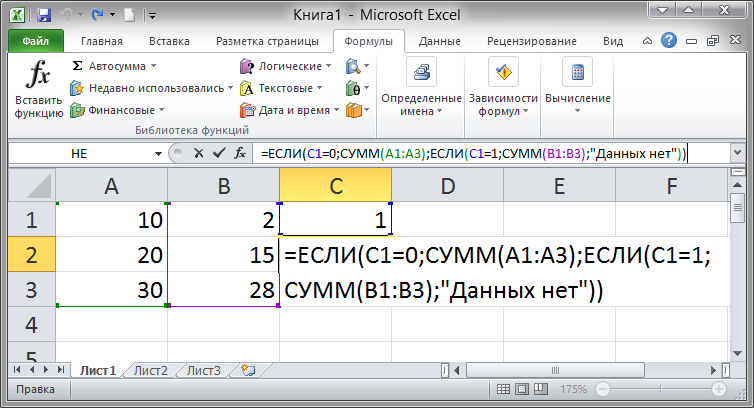 Книга1 - Microsoft Excel
Файл Главная Вставка Разметка страницы Формулы Данные Рецензирование Вид
fx Вставить функцию
Σ Автосумма
Недавно использовались
Финансовые
Логические
Текстовые
Дата и время
Определенные имена
Зависимости формул
Вычисление
Библиотека функций
НЕ fx =ЕСЛИ(C1=0;СУММ(A1:A3);ЕСЛИ(C1=1;СУММ(B1:B3);"Данных нет"))
A B C D E F
1 10 2 1
2 20 15 =ЕСЛИ(C1=0;СУММ(A1:A3);ЕСЛИ(C1=1;
3 30 28 СУММ(B1:B3);"Данных нет"))
4
5
Лист1 Лист2 Лист3
Правка 175%